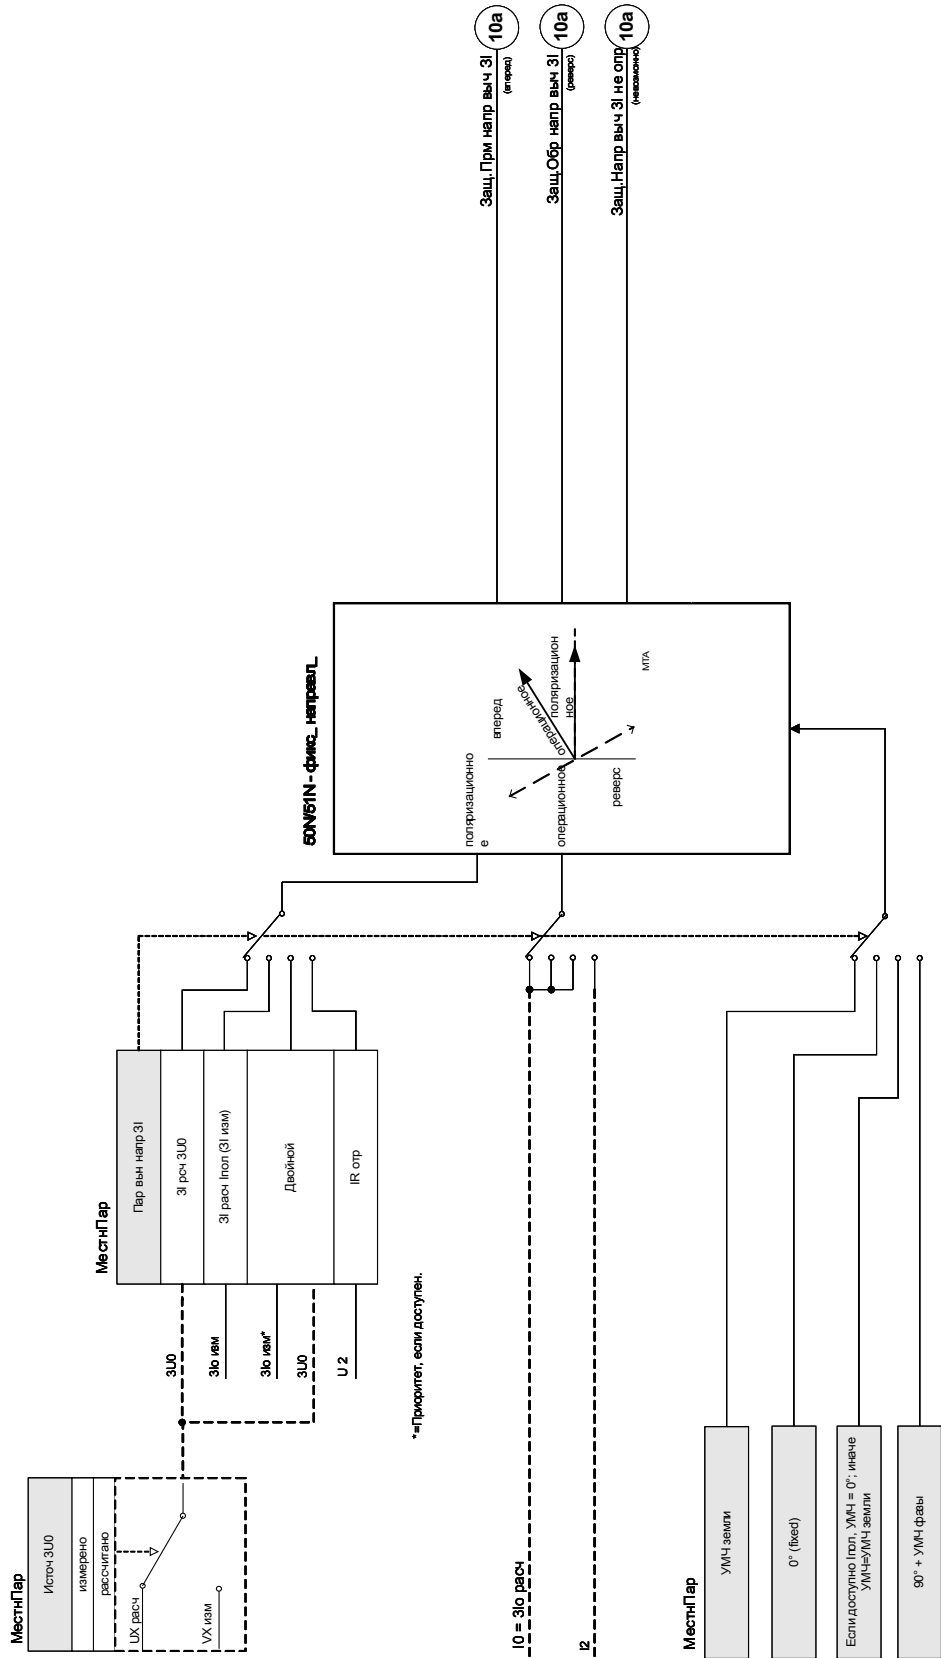 МестнПар
Источ 3U0
измерено
рассчитано
UX расч
VX изм
МестнПар
Пар вын напр 3I
3I рсч 3U0
3I расч Iпол (3I изм)
Двойной
IR отр
3U0
3Io изм
3Io изм*
3U0
U 2
*=Приоритет, если доступен.
I0 = 3Io расч
I2
МестнПар
УМЧ земли
0° (fixed)
Если доступно Iпол, УМЧ = 0°; иначе
УМЧ=УМЧ земли
90° + УМЧ фазы
50N/51N - фикс_ направл_
поляризационно
е
операционное
вперед
операционное
поляризацион
ное
реверс
MTA
Защ.Прм напр выч 3I
(вперед)
10a
Защ.Обр напр выч 3I
(реверс)
10a
Защ.Напр выч 3I не опр
(невозможно)
10a